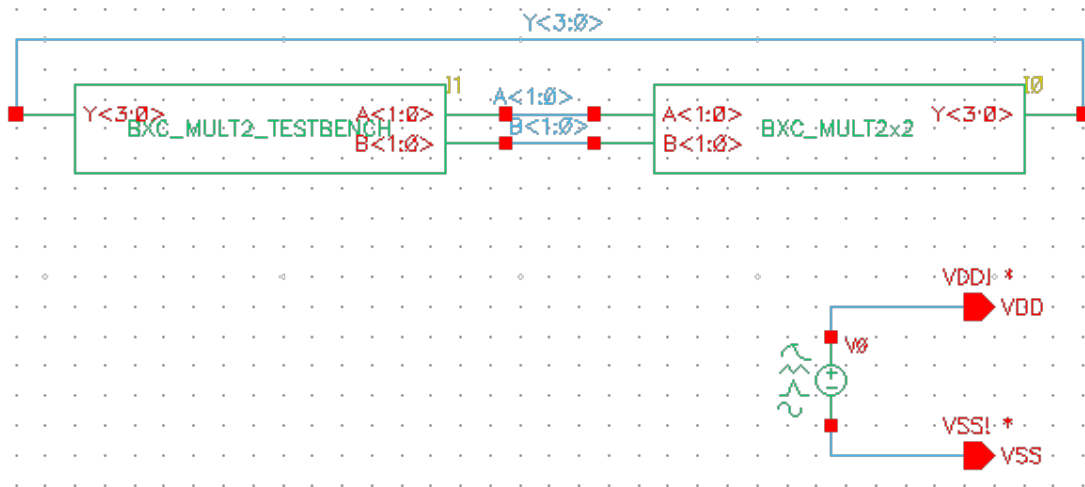 Y<3:0>
I1
I0
Y<3:0>
BXC_MULT2_TESTBENCH
A<1:0>
B<1:0>
A<1:0>
B<1:0>
A<1:0>
B<1:0>
BXC_MULT2x2
Y<3:0>
VDD! *
VDD
V0
VSS! *
VSS